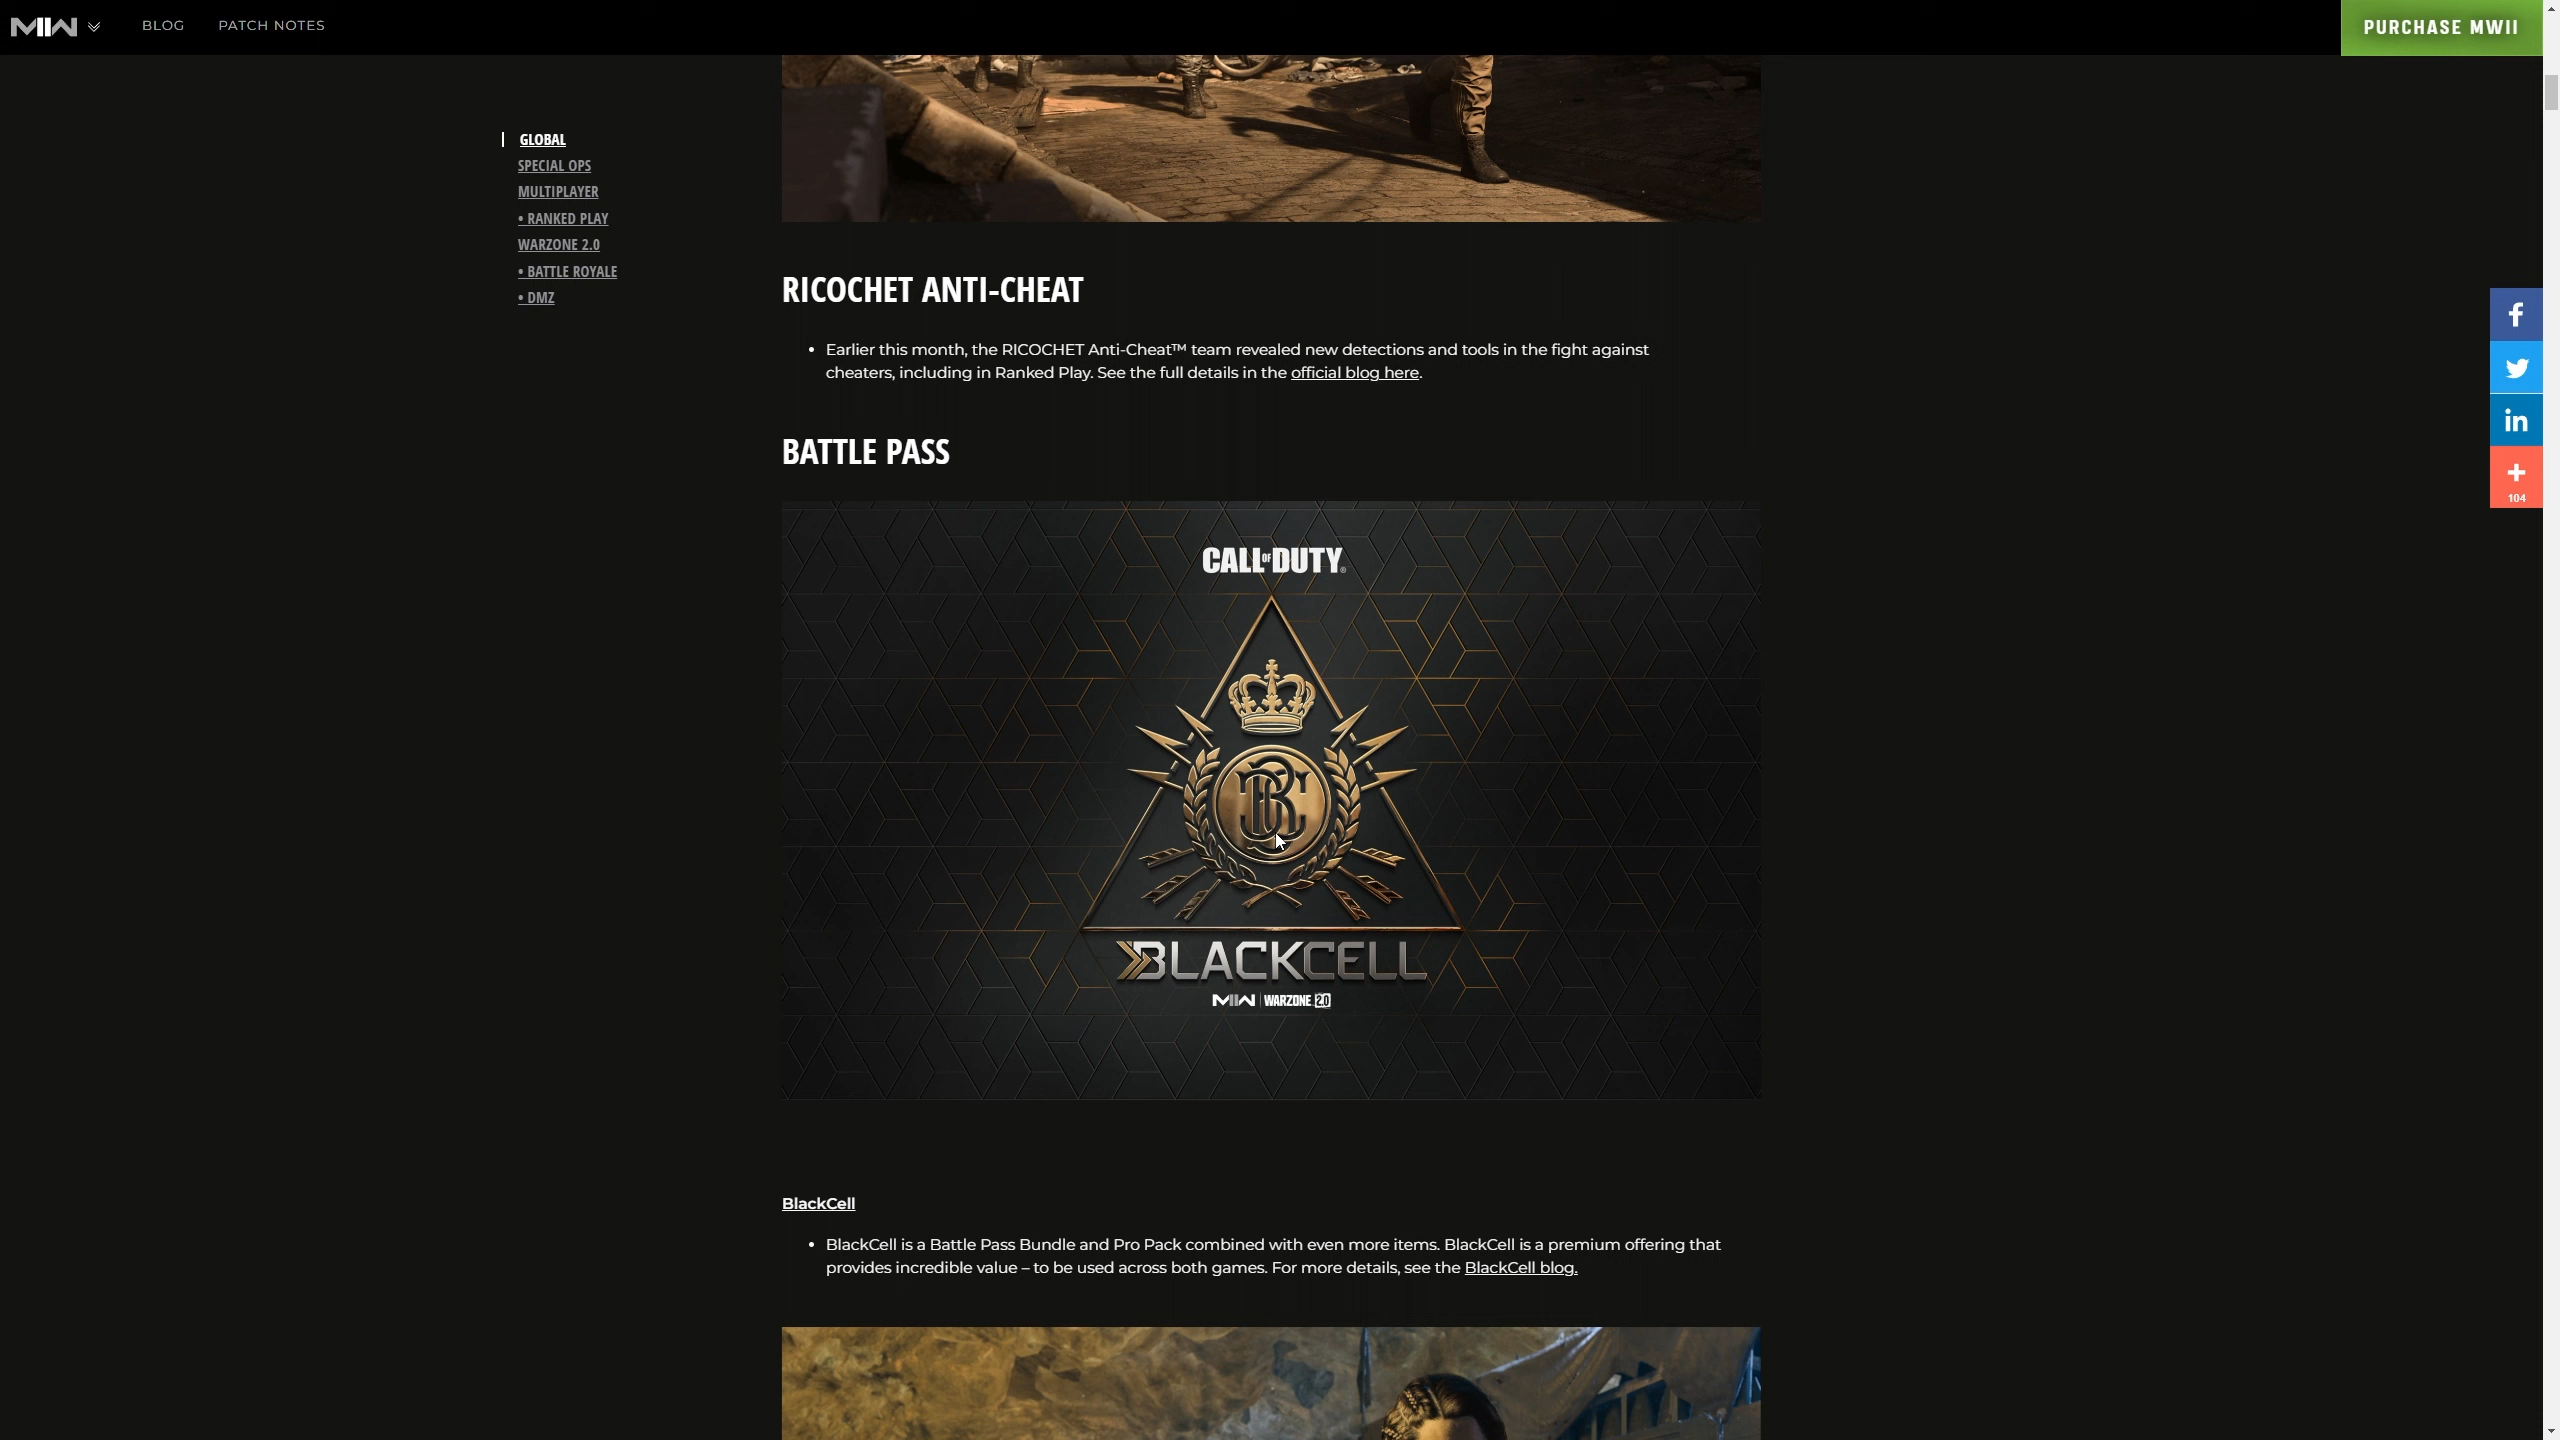 MIIW
BLOG
PATCH NOTES
PURCHASE MWII
GLOBAL
SPECIAL OPS
MULTIPLAYER
• RANKED PLAY
WARZONE 2.0
• BATTLE ROYALE
• DMZ
RICOCHET ANTI-CHEAT
• Earlier this month, the RICOCHET Anti-Cheat™ team revealed new detections and tools in the fight against
cheaters, including in Ranked Play. See the full details in the official blog here.
104
BATTLE PASS
CALL OF DUTY®
BC
BLACKCELL
MIIW | WARZONE 2.0
BlackCell
• BlackCell is a Battle Pass Bundle and Pro Pack combined with even more items. BlackCell is a premium offering that
provides incredible value – to be used across both games. For more details, see the BlackCell blog.